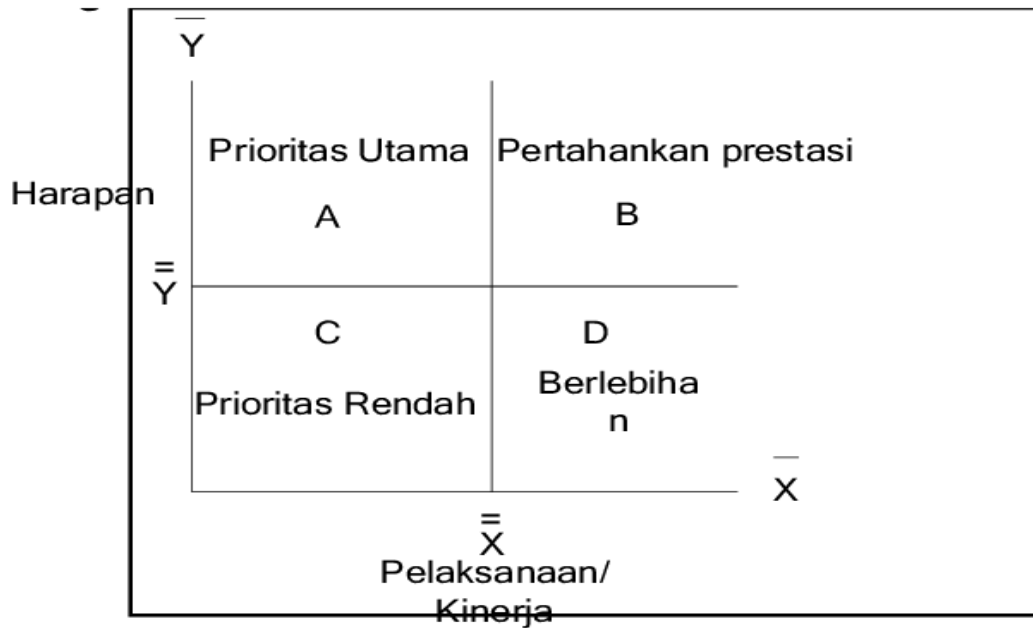 Y
Prioritas Utama
Pertahankan prestasi
Harapan
A
B
=
Y
C
D
Prioritas Rendah
Berlebiha
n
X
=
X
Pelaksanaan/
Kinerja